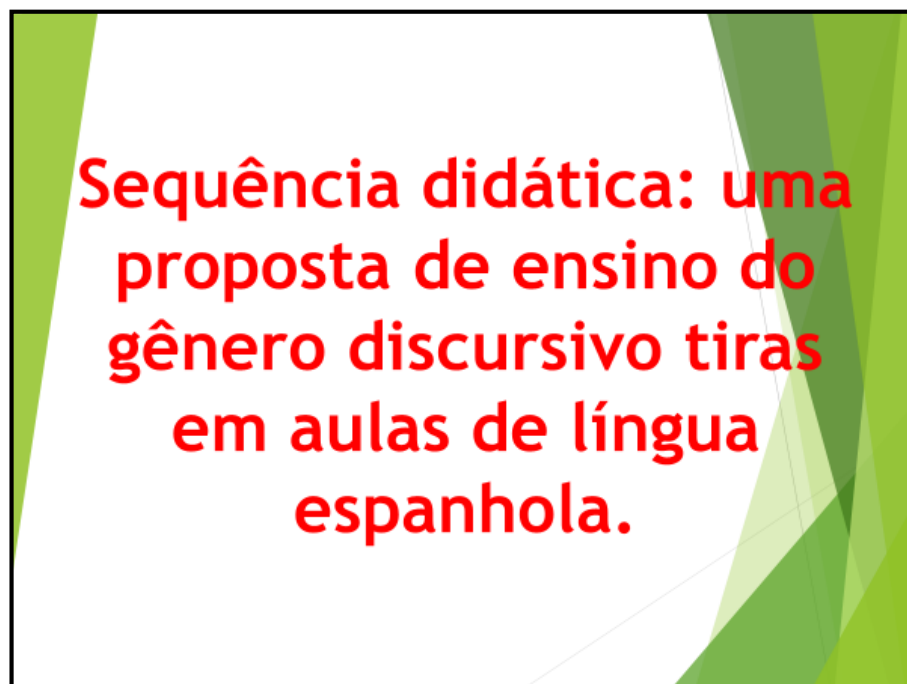 Sequência didática: uma
proposta de ensino do
gênero discursivo tiras
em aulas de língua
espanhola.